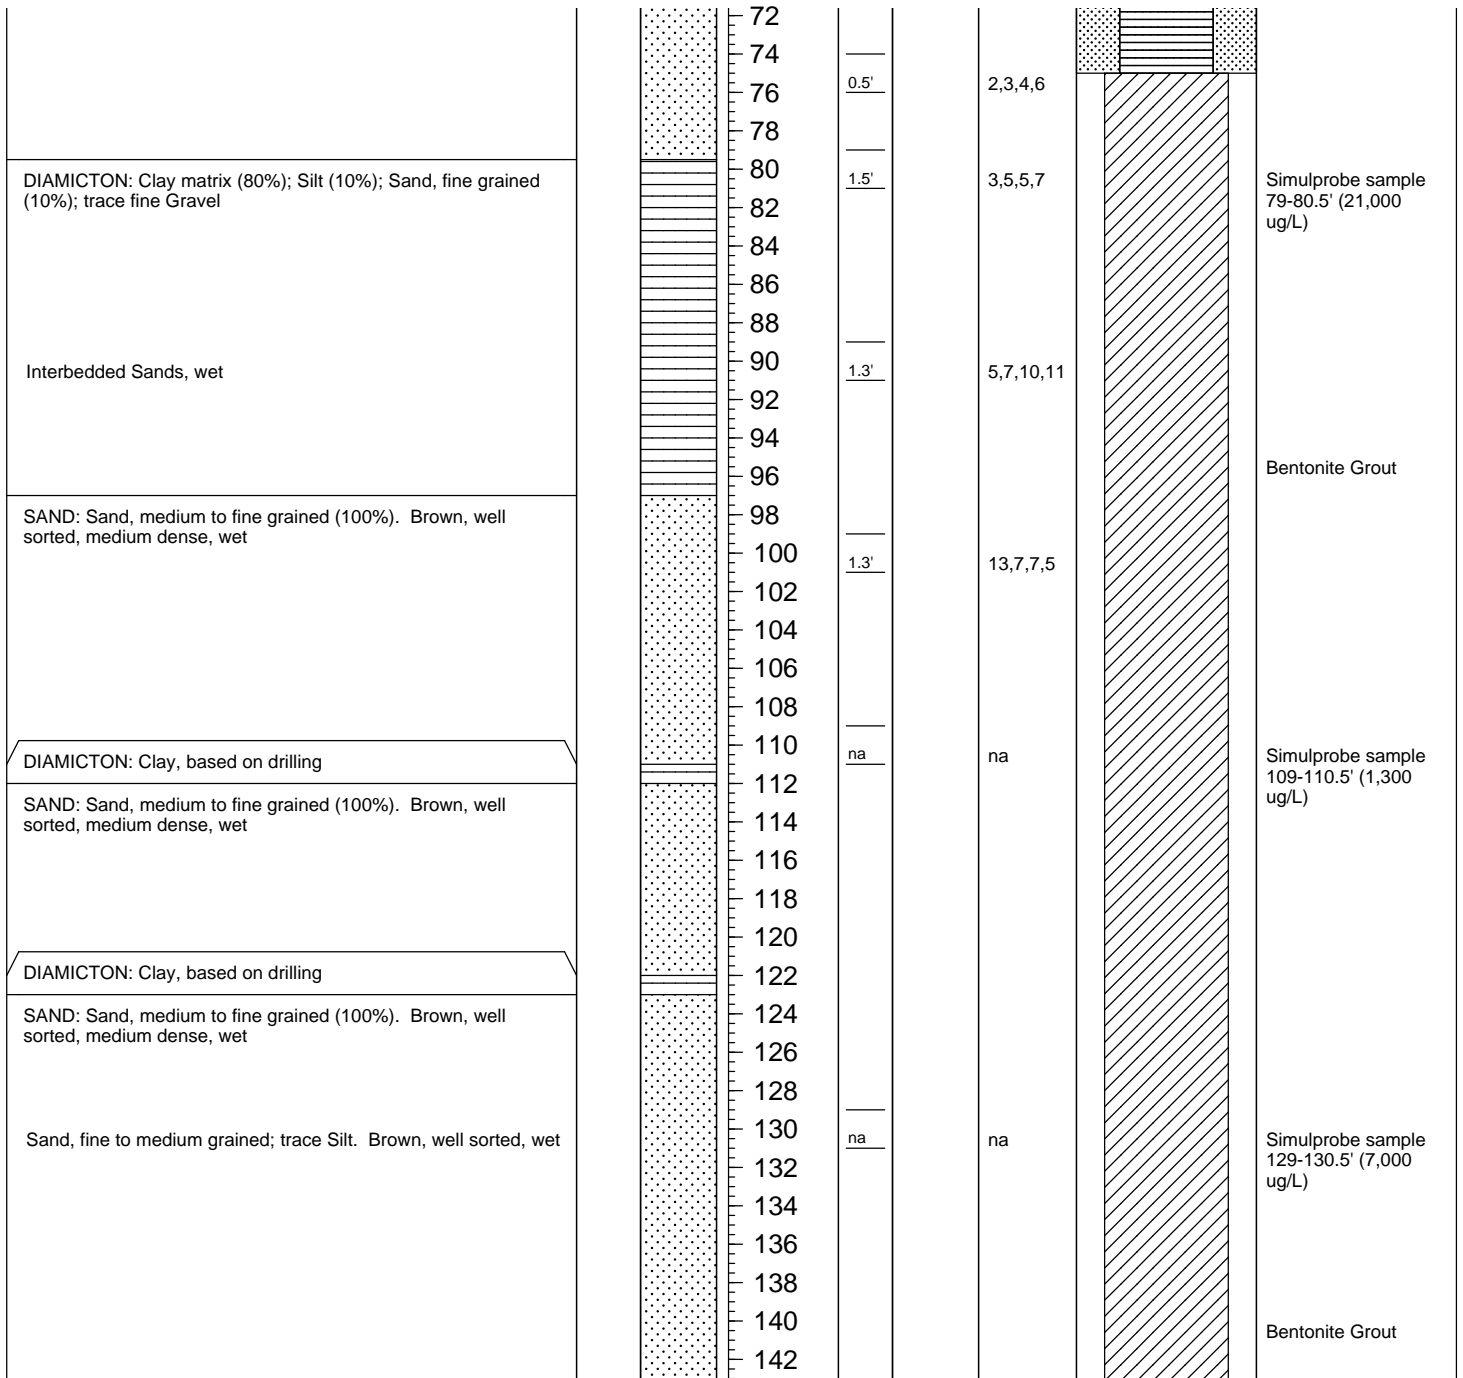 72
74
0.5'
2,3,4,6
76
78
80
DIAMICTON: Clay matrix (80%); Silt (10%); Sand, fine grained
(10%); trace fine Gravel
1.5'
3,5,5,7
Simulprobe sample
79-80.5' (21,000
ug/L)
82
84
86
88
90
Interbedded Sands, wet
1.3'
5,7,10,11
92
94
96
Bentonite Grout
98
SAND: Sand, medium to fine grained (100%).  Brown, well
sorted, medium dense, wet
100
1.3'
13,7,7,5
102
104
106
108
110
DIAMICTON: Clay, based on drilling
na
na
Simulprobe sample
109-110.5' (1,300
ug/L)
112
SAND: Sand, medium to fine grained (100%).  Brown, well
sorted, medium dense, wet
114
116
118
120
DIAMICTON: Clay, based on drilling
122
SAND: Sand, medium to fine grained (100%).  Brown, well
sorted, medium dense, wet
124
126
128
130
Sand, fine to medium grained; trace Silt.  Brown, well sorted, wet
na
na
Simulprobe sample
129-130.5' (7,000
ug/L)
132
134
136
138
140
Bentonite Grout
142